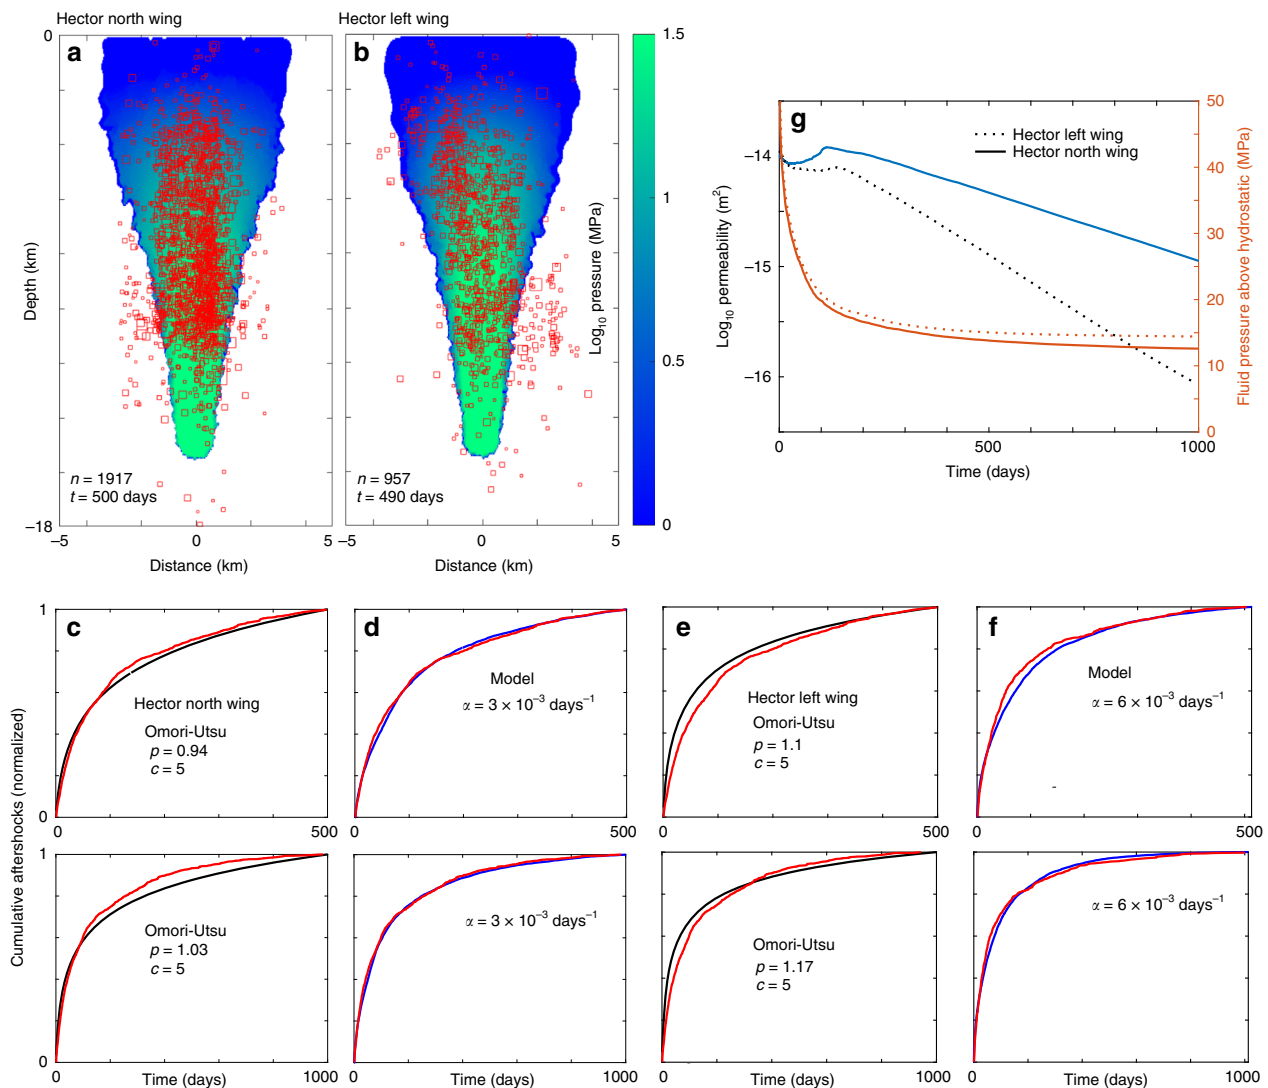 Hector north wing
Hector left wing
a
b
0
−18
Depth (km)
n = 1917
t = 500 days
n = 957
t = 490 days
−5
0
5
−5
0
5
Distance (km)
Distance (km)
1.5
1
0.5
0
Log10 pressure (MPa)
g
Hector left wing
Hector north wing
−14
−15
−16
Log10 permeability (m2)
50
40
30
20
10
0
Fluid pressure above hydrostatic (MPa)
0
500
1000
Time (days)
Cumulative aftershocks (normalized)
1
0
c
Hector north wing
Omori-Utsu
p = 0.94
c = 5
0
500
d
Model
α = 3 × 10−3 days−1
0
500
e
Hector left wing
Omori-Utsu
p = 1.1
c = 5
0
500
f
Model
α = 6 × 10−3 days−1
0
500
1
0
Omori-Utsu
p = 1.03
c = 5
0
Time (days)
1000
α = 3 × 10−3 days−1
0
Time (days)
1000
Omori-Utsu
p = 1.17
c = 5
0
Time (days)
1000
α = 6 × 10−3 days−1
0
Time (days)
1000